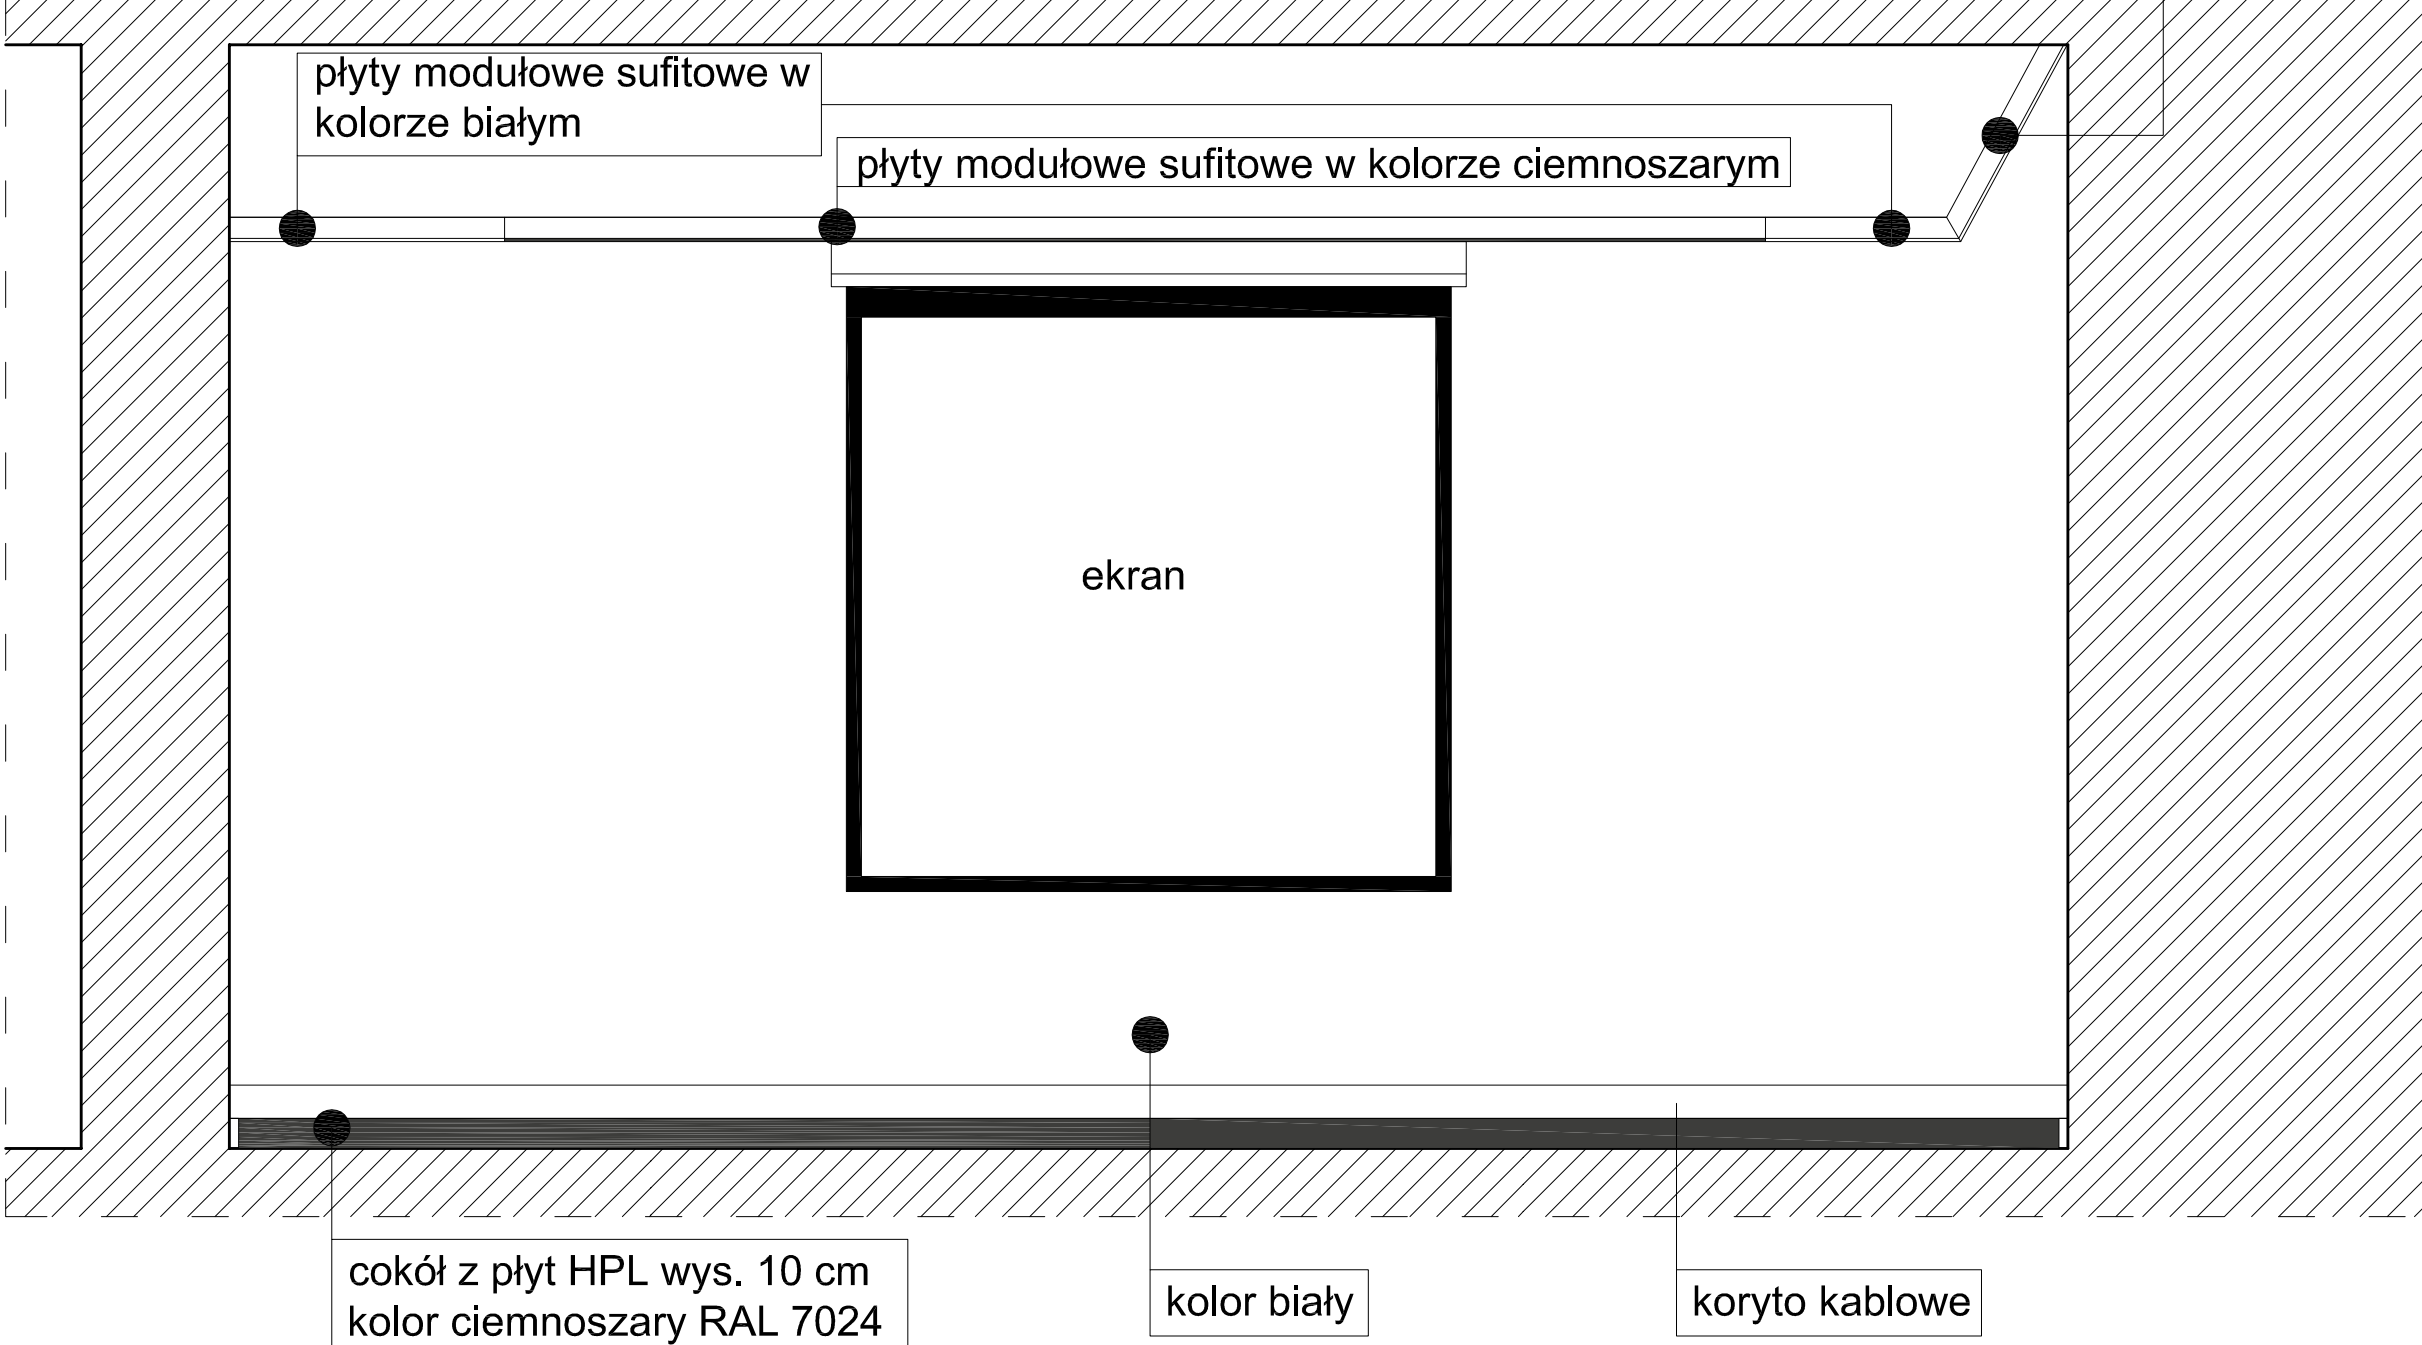 płyty modułowe sufitowe w
kolorze białym
płyty modułowe sufitowe w kolorze ciemnoszarym
ekran
cokół z płyt HPL wys. 10 cm
kolor ciemnoszary RAL 7024
kolor biały
koryto kablowe